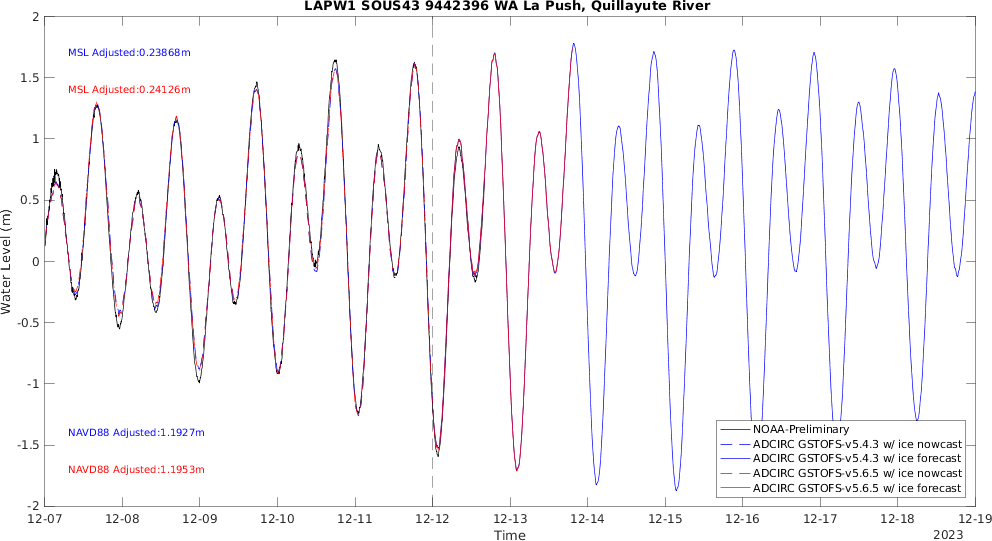 LAPW1 SOUS43 9442396 WA La Push, Quillayute River
2
1.5
1
0.5
0
-0.5
-1
-1.5
-2
Water Level (m)
MSL Adjusted:0.23868m
MSL Adjusted:0.24126m
NAVD88 Adjusted:1.1927m
NAVD88 Adjusted:1.1953m
NOAA-Preliminary
ADCIRC GSTOFS-v5.4.3 w/ ice nowcast
ADCIRC GSTOFS-v5.4.3 w/ ice forecast
ADCIRC GSTOFS-v5.6.5 w/ ice nowcast
ADCIRC GSTOFS-v5.6.5 w/ ice forecast
12-07 12-08 12-09 12-10 12-11 12-12 12-13 12-14 12-15 12-16 12-17 12-18 12-19
Time
2023